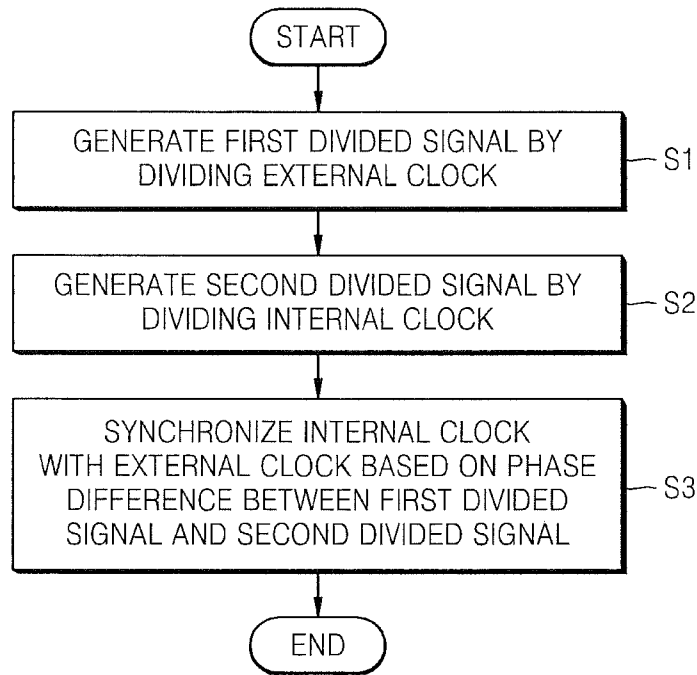 START
GENERATE FIRST DIVIDED SIGNAL BY
DIVIDING EXTERNAL CLOCK
S1
GENERATE SECOND DIVIDED SIGNAL BY
DIVIDING INTERNAL CLOCK
S2
SYNCHRONIZE INTERNAL CLOCK
WITH EXTERNAL CLOCK BASED ON PHASE
DIFFERENCE BETWEEN FIRST DIVIDED
SIGNAL AND SECOND DIVIDED SIGNAL
S3
END